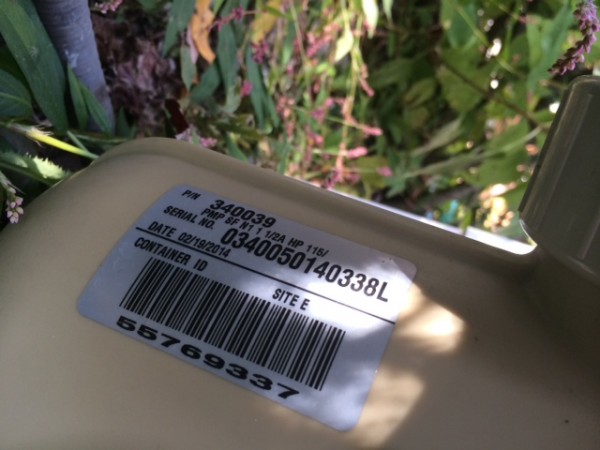 P/N 340039
PMP SF N1 1 1/2A HP 115/
SERIAL NO. 0340050140338L
DATE 02/19/2014
CONTAINER ID SITE E
55769337